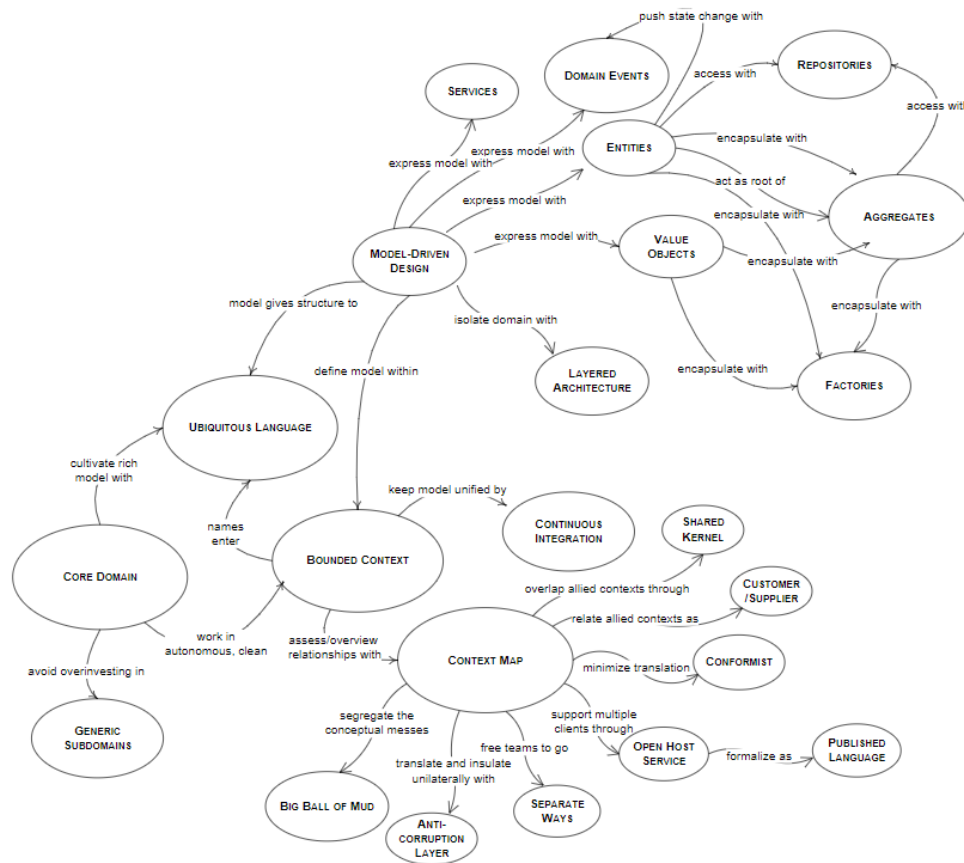 push state change with
DOMAIN EVENTS
REPOSITORIES
access with
SERVICES
access with
ENTITIES
encapsulate with
express model with
express model with
act as root of
express model with
encapsulate with
AGGREGATES
express model with
VALUE
OBJECTS
MODEL-DRIVEN
DESIGN
encapsulate with
model gives structure to
encapsulate with
isolate domain with
define model within
LAYERED
ARCHITECTURE
encapsulate with
FACTORIES
UBIQUITOUS LANGUAGE
cultivate rich
model with
keep model unified by
names
enter
CONTINUOUS
INTEGRATION
SHARED
KERNEL
CORE DOMAIN
BOUNDED CONTEXT
overlap allied contexts through
CUSTOMER
/SUPPLIER
relate allied contexts as
work in
autonomous, clean
assess/overview
relationships with
CONTEXT MAP
minimize translation
CONFORMIST
avoid overinvesting in
segregate the
conceptual messes
support multiple
clients through
GENERIC
SUBDOMAINS
free teams to go
translate and insulate
unilaterally with
OPEN HOST
SERVICE
formalize as
PUBLISHED
LANGUAGE
BIG BALL OF MUD
SEPARATE
WAYS
ANTI-
CORRUPTION
LAYER